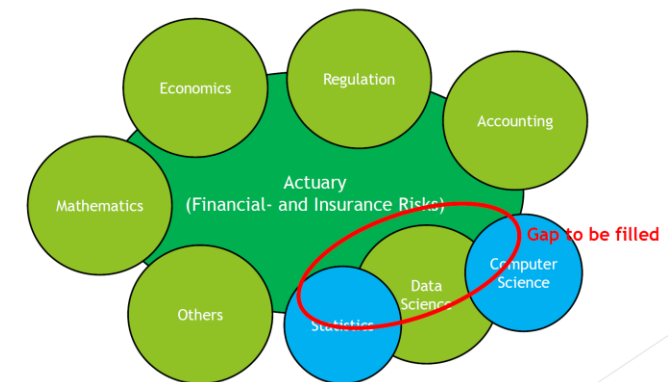 Regulation
Economics
Accounting
Actuary
(Financial- and Insurance Risks)
Mathematics
Gap to be filled
Computer
Science
Data
Science
Others
Statistics